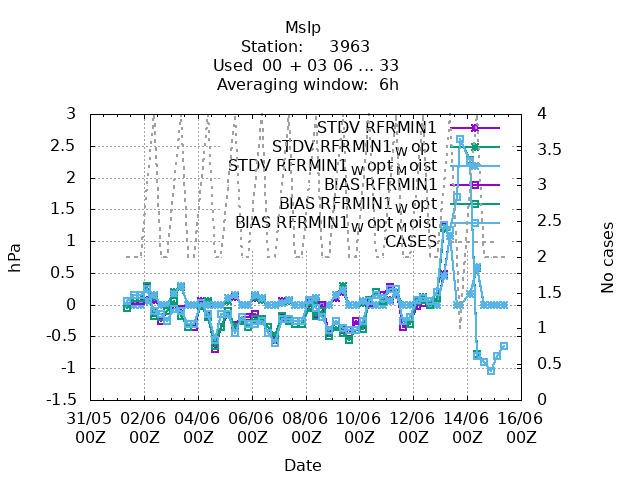 Mslp
Station: 3963
Used 00 + 03 06 ... 33
Averaging window: 6h
3
2.5
2
1.5
1
0.5
0
-0.5
-1
-1.5
hPa
4
3.5
3
2.5
2
1.5
1
0.5
0
No cases
STDV RFRMIN1
STDV RFRMIN1_W opt
STDV RFRMIN1_W opt_M oist
BIAS RFRMIN1
BIAS RFRMIN1_W opt
BIAS RFRMIN1_W opt_M oist
CASES
31/05 02/06 04/06 06/06 08/06 10/06 12/06 14/06 16/06
00Z 00Z 00Z 00Z 00Z 00Z 00Z 00Z 00Z
Date